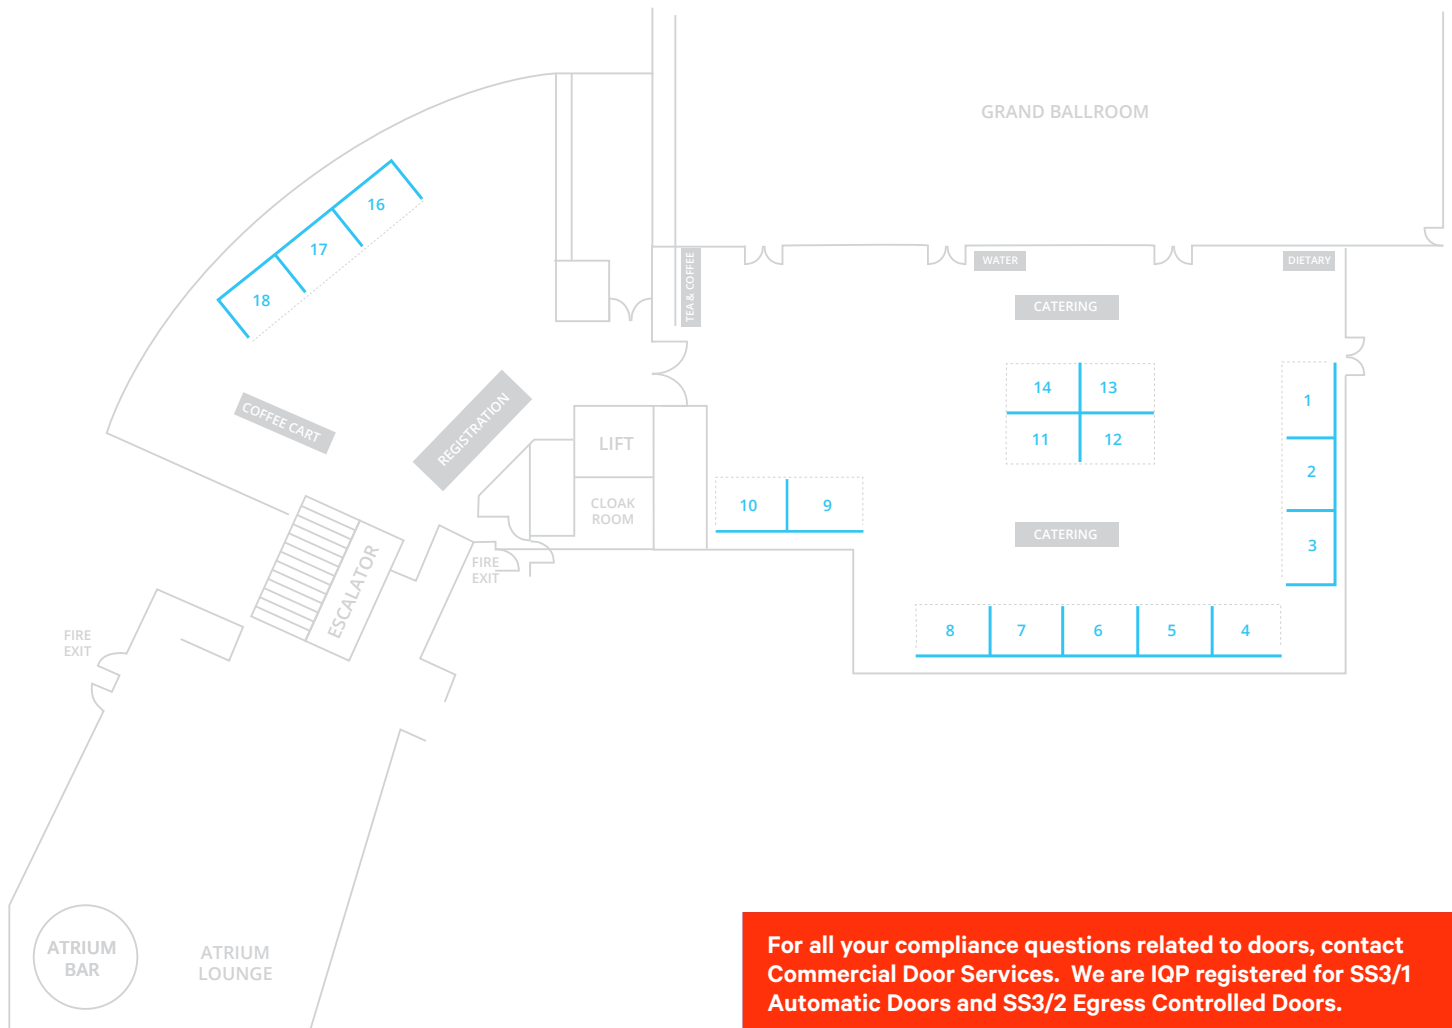 GRAND BALLROOM
16
17
18
TEA & COFFEE
WATER
DIETARY
CATERING
14
13
11
12
1
2
3
COFFEE CART
REGISTRATION
LIFT
CLOAK
ROOM
10
9
CATERING
FIRE
EXIT
ESCALATOR
8
7
6
5
4
FIRE
EXIT
ATRIUM
BAR
ATRIUM
LOUNGE
For all your compliance questions related to doors, contact
Commercial Door Services. We are IQP registered for SS3/1
Automatic Doors and SS3/2 Egress Controlled Doors.